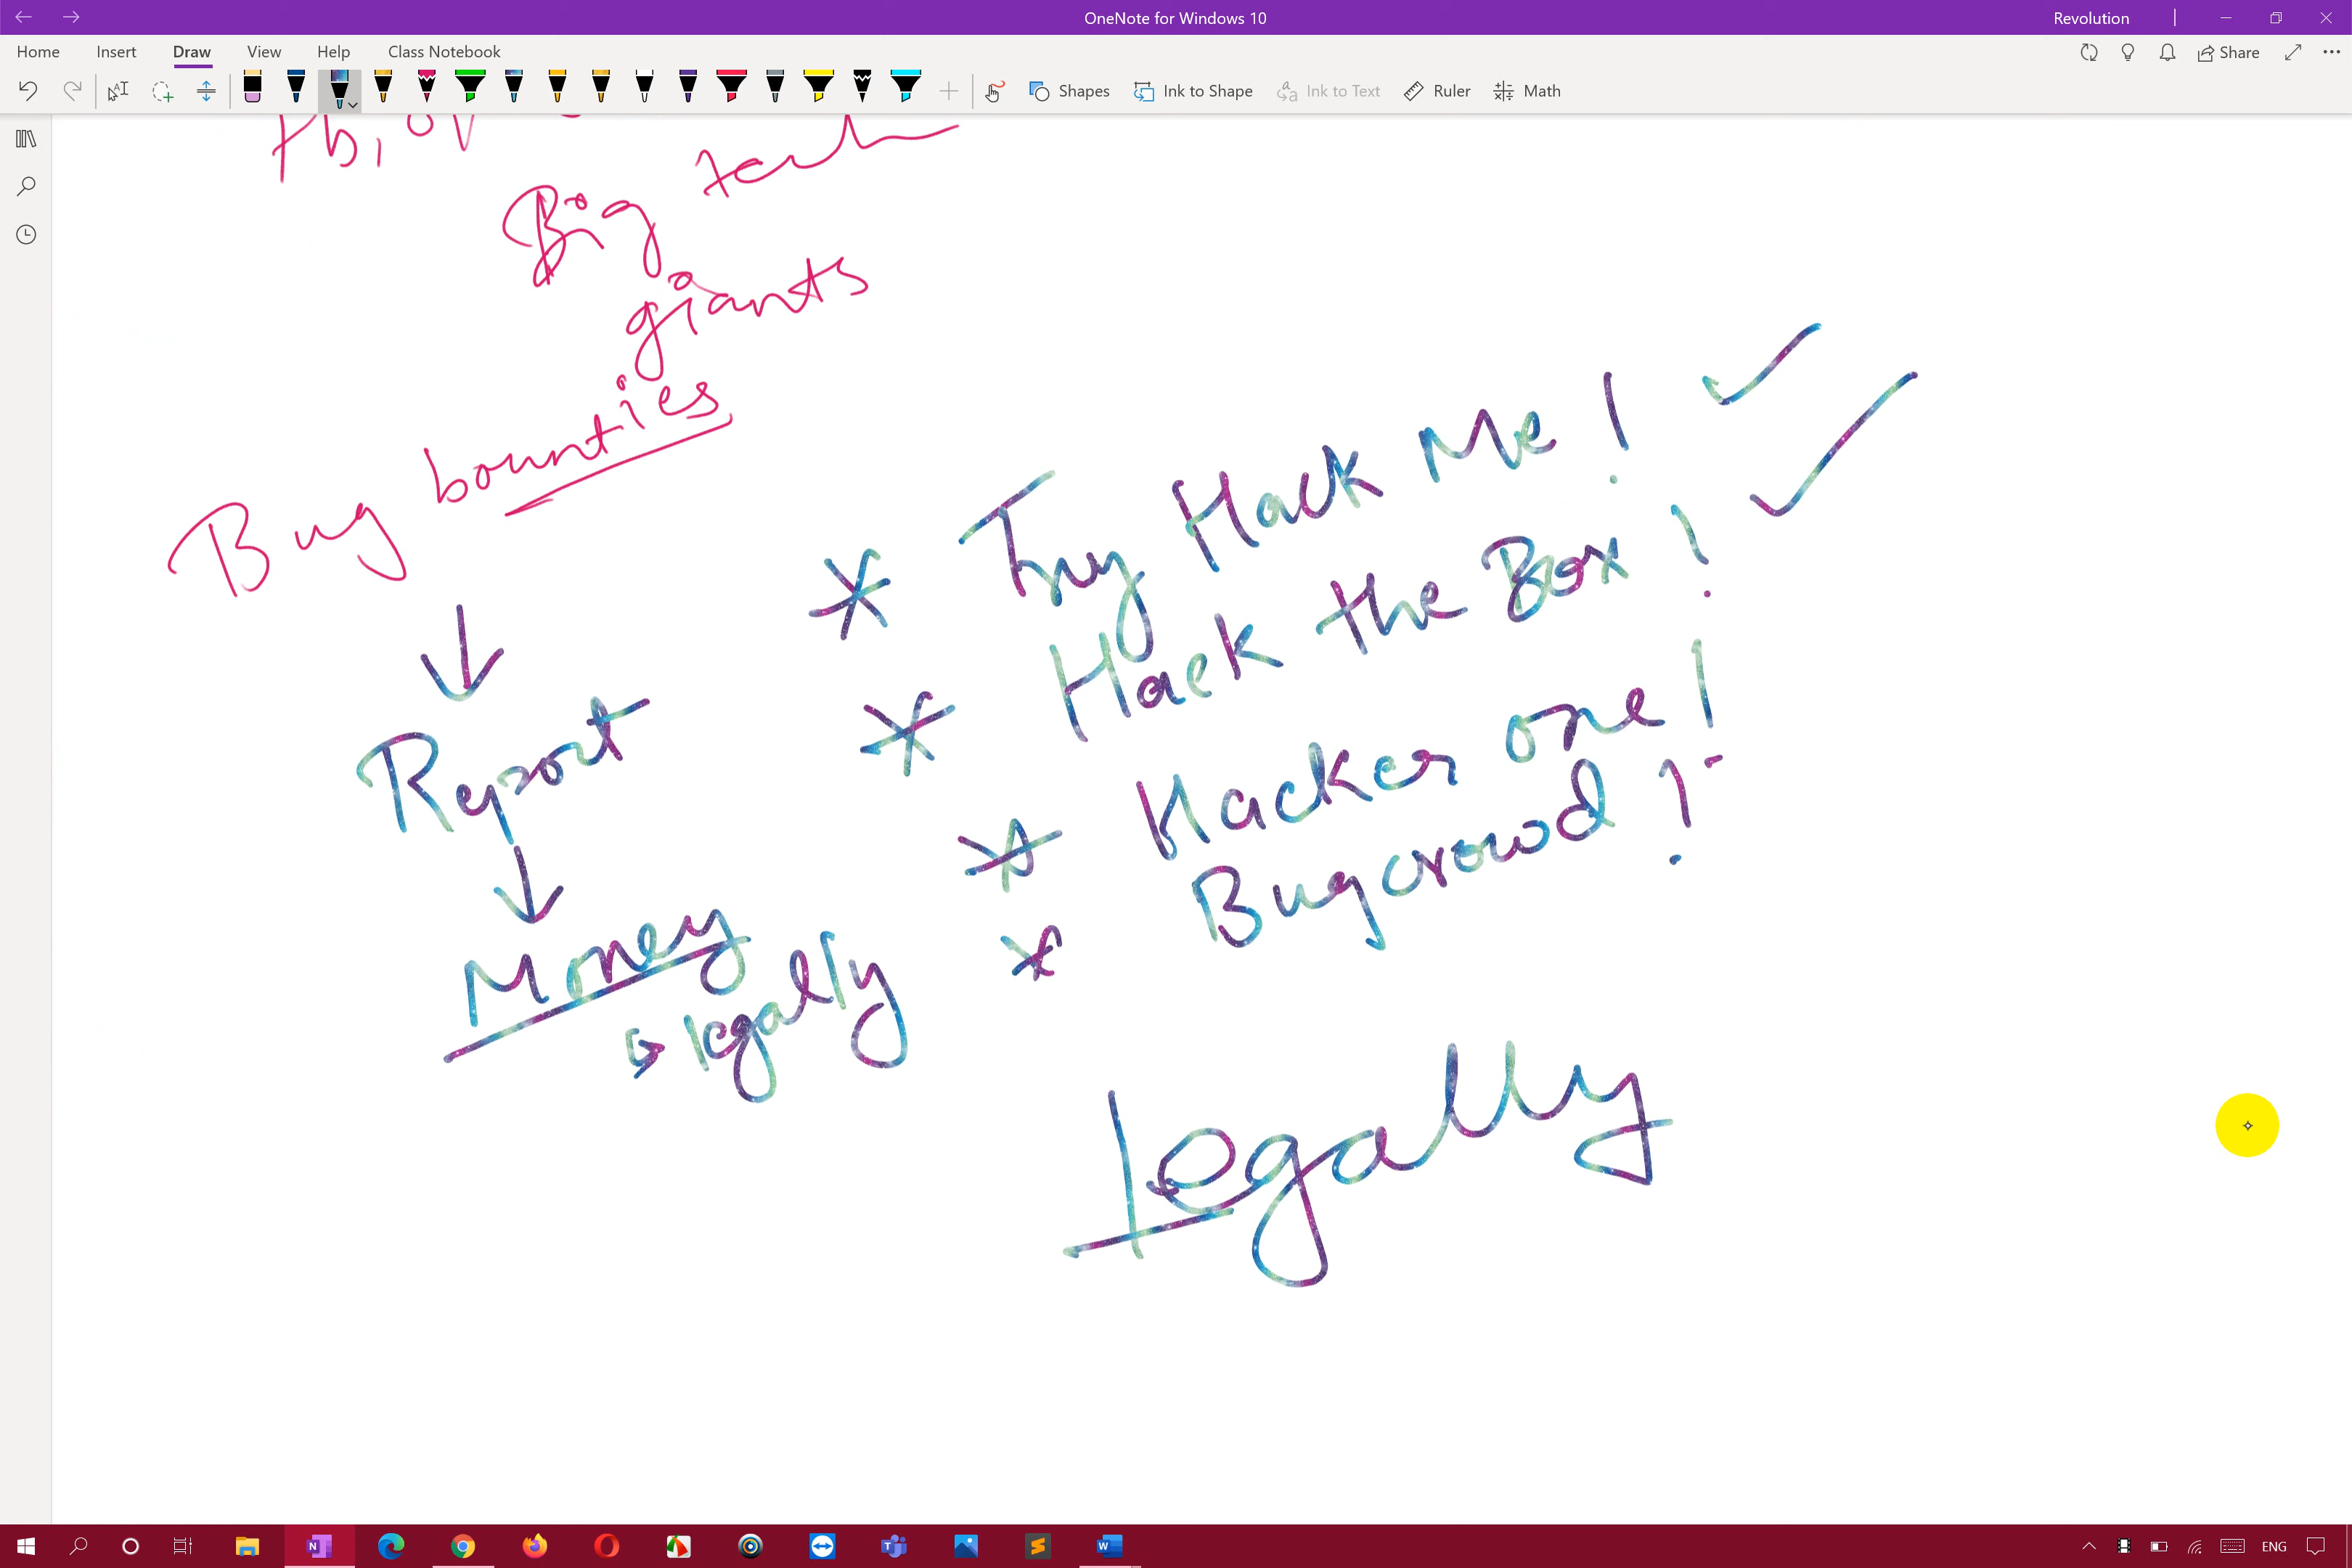 OneNote for Windows 10
Revolution
Home Insert Draw View Help Class Notebook
Share
Shapes Ink to Shape Ink to Text Ruler Math
Big tech
giants
Bug bounties
Report
Money
legally
* Try Hack Me!
* Hack the Box!
* Hacker one!
* Bugcrowd!
legally
ENG